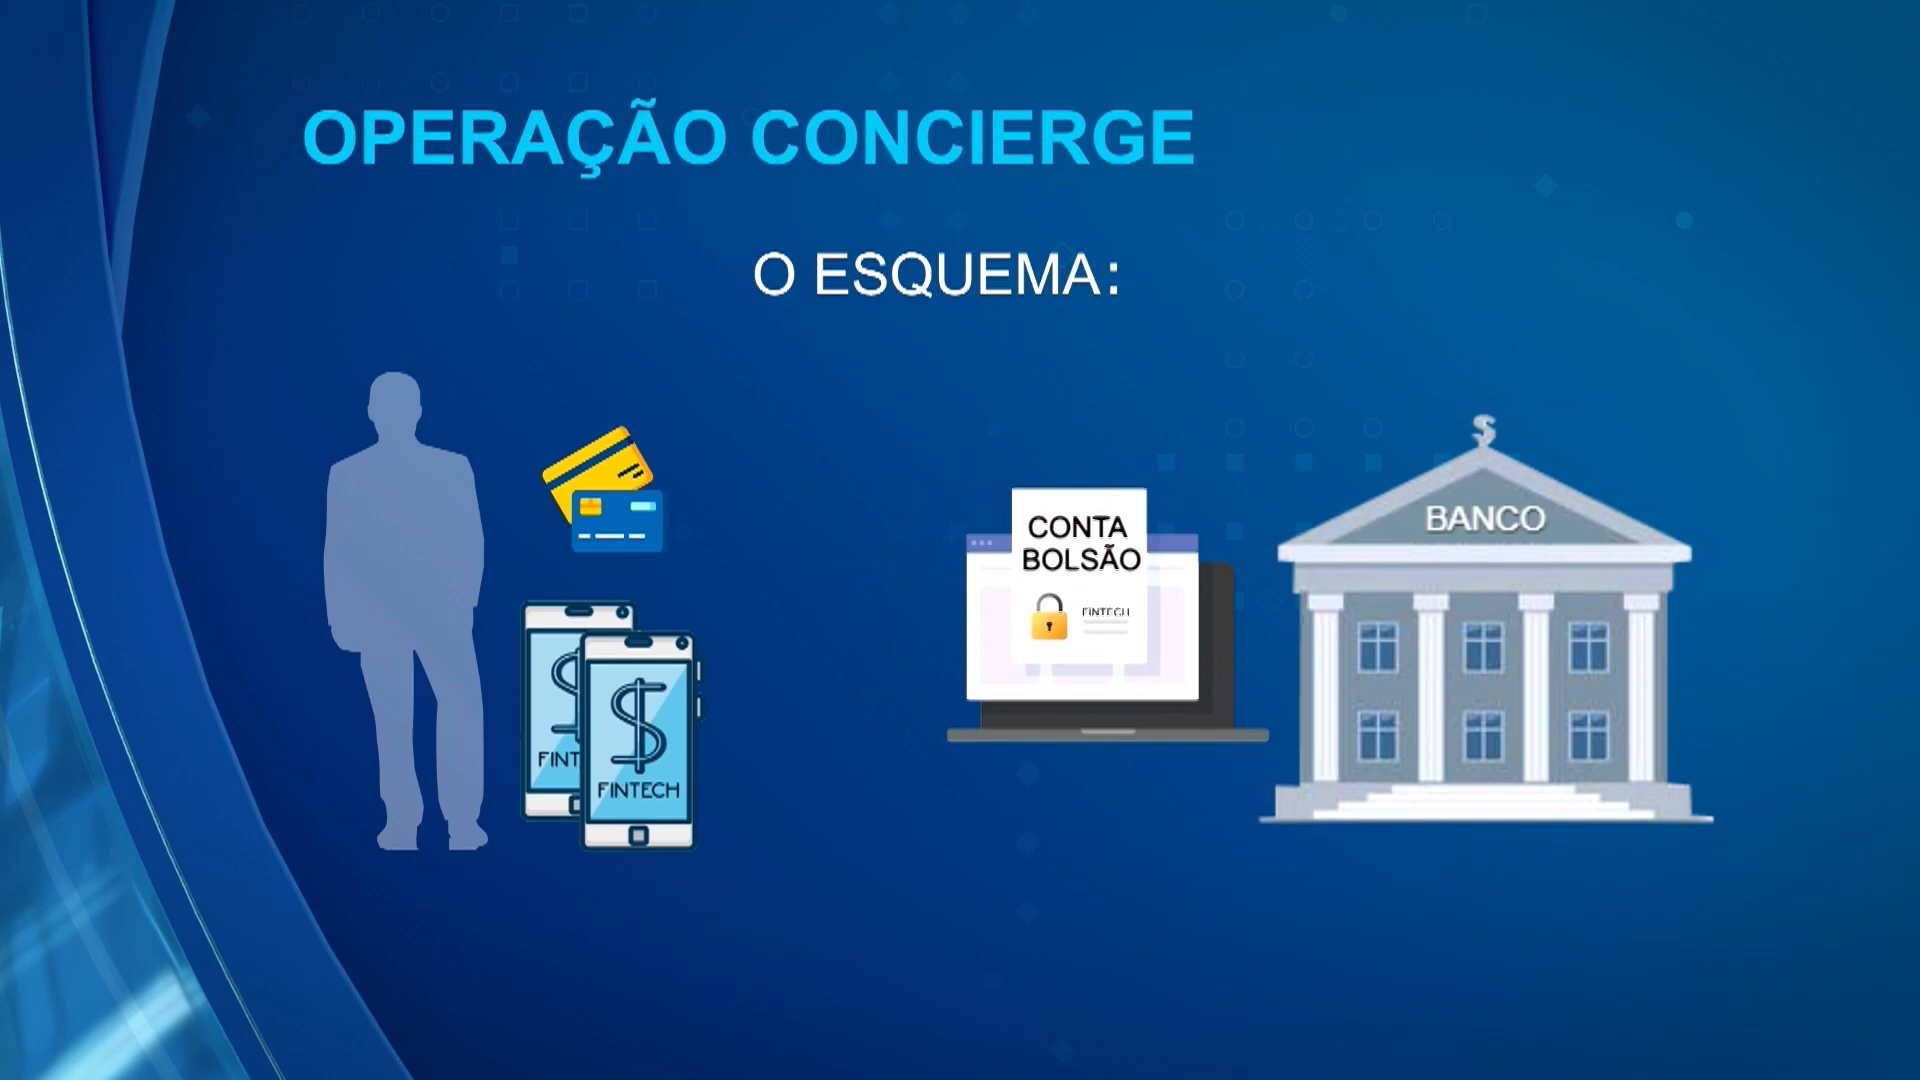 OPERAÇÃO CONCIERGE
O ESQUEMA:
CONTA
BOLSÃO
FINTECH
BANCO
FINT
FINTECH